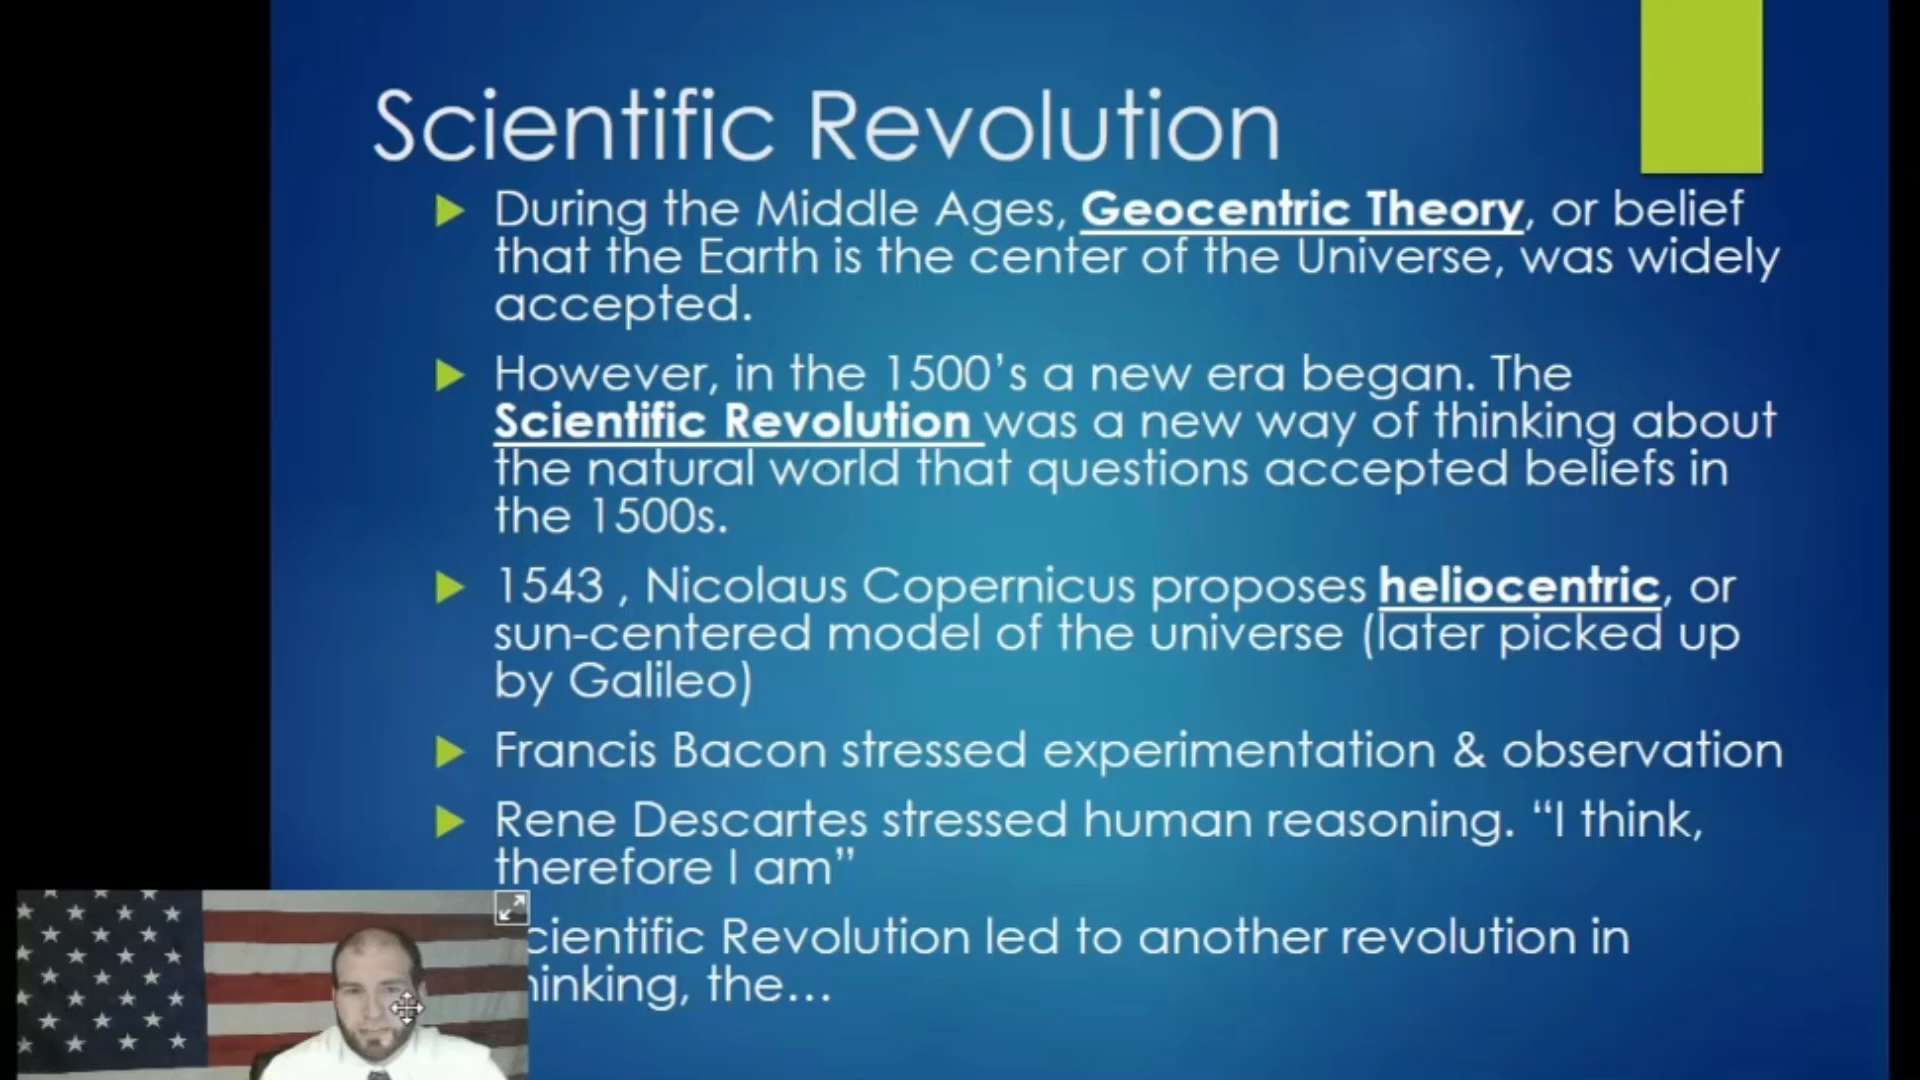 Scientific Revolution
During the Middle Ages, Geocentric Theory, or belief
that the Earth is the center of the Universe, was widely
accepted.
However, in the 1500's a new era began. The
Scientific Revolution was a new way of thinking about
the natural world that questions accepted beliefs in
the 1500s.
1543 , Nicolaus Copernicus proposes heliocentric, or
sun-centered model of the universe (later picked up
by Galileo)
Francis Bacon stressed experimentation & observation
Rene Descartes stressed human reasoning. “I think,
therefore I am”
cientific Revolution led to another revolution in
hinking, the...